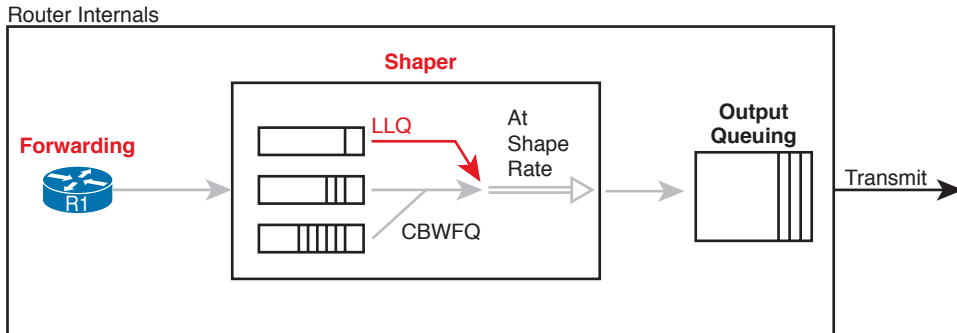 Router Internals
Shaper
Forwarding
R1
LLQ
CBWFQ
At
Shape
Rate
Output
Queuing
Transmit